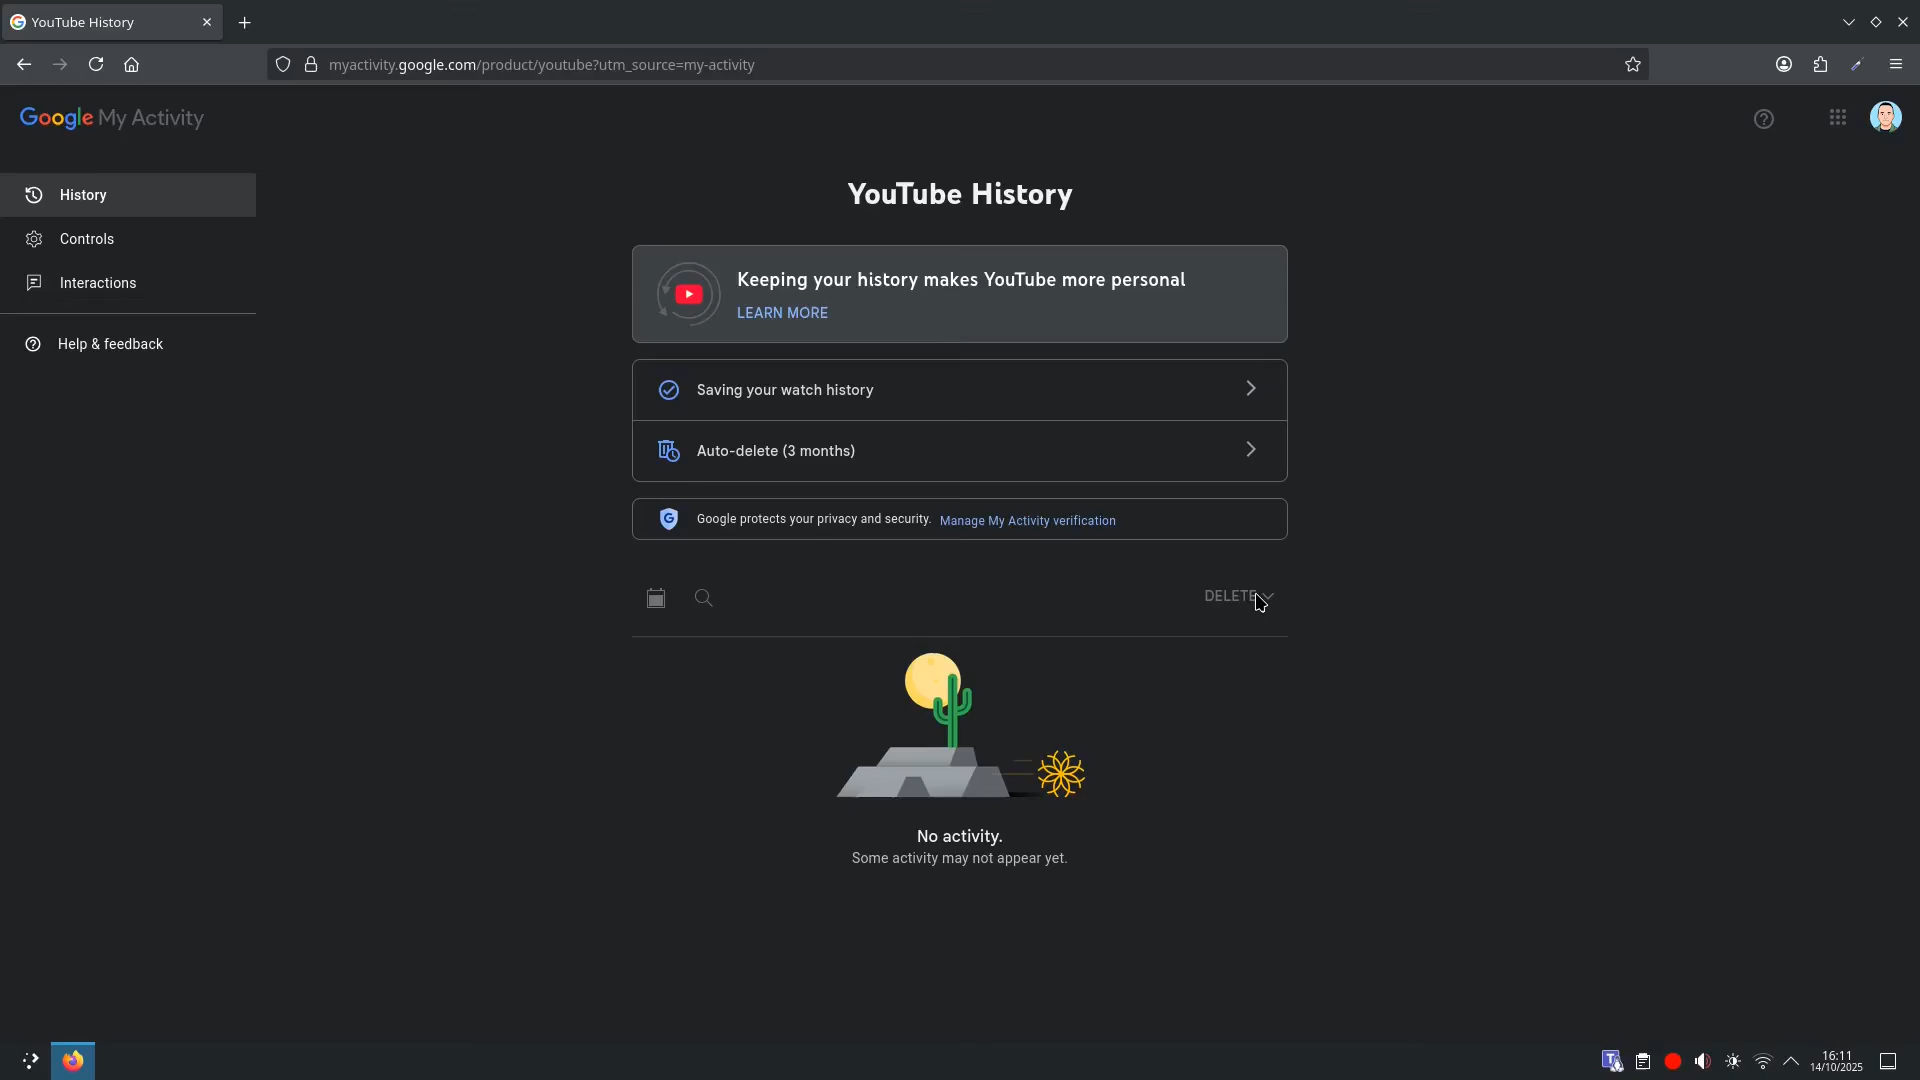 YouTube History
myactivity.google.com/product/youtube?utm_source=my-activity
Google My Activity
History
Controls
Interactions
Help & feedback
YouTube History
Keeping your history makes YouTube more personal
LEARN MORE
Saving your watch history
Auto-delete (3 months)
Google protects your privacy and security. Manage My Activity verification
DELETE
No activity.
Some activity may not appear yet.
16:11
14/10/2025